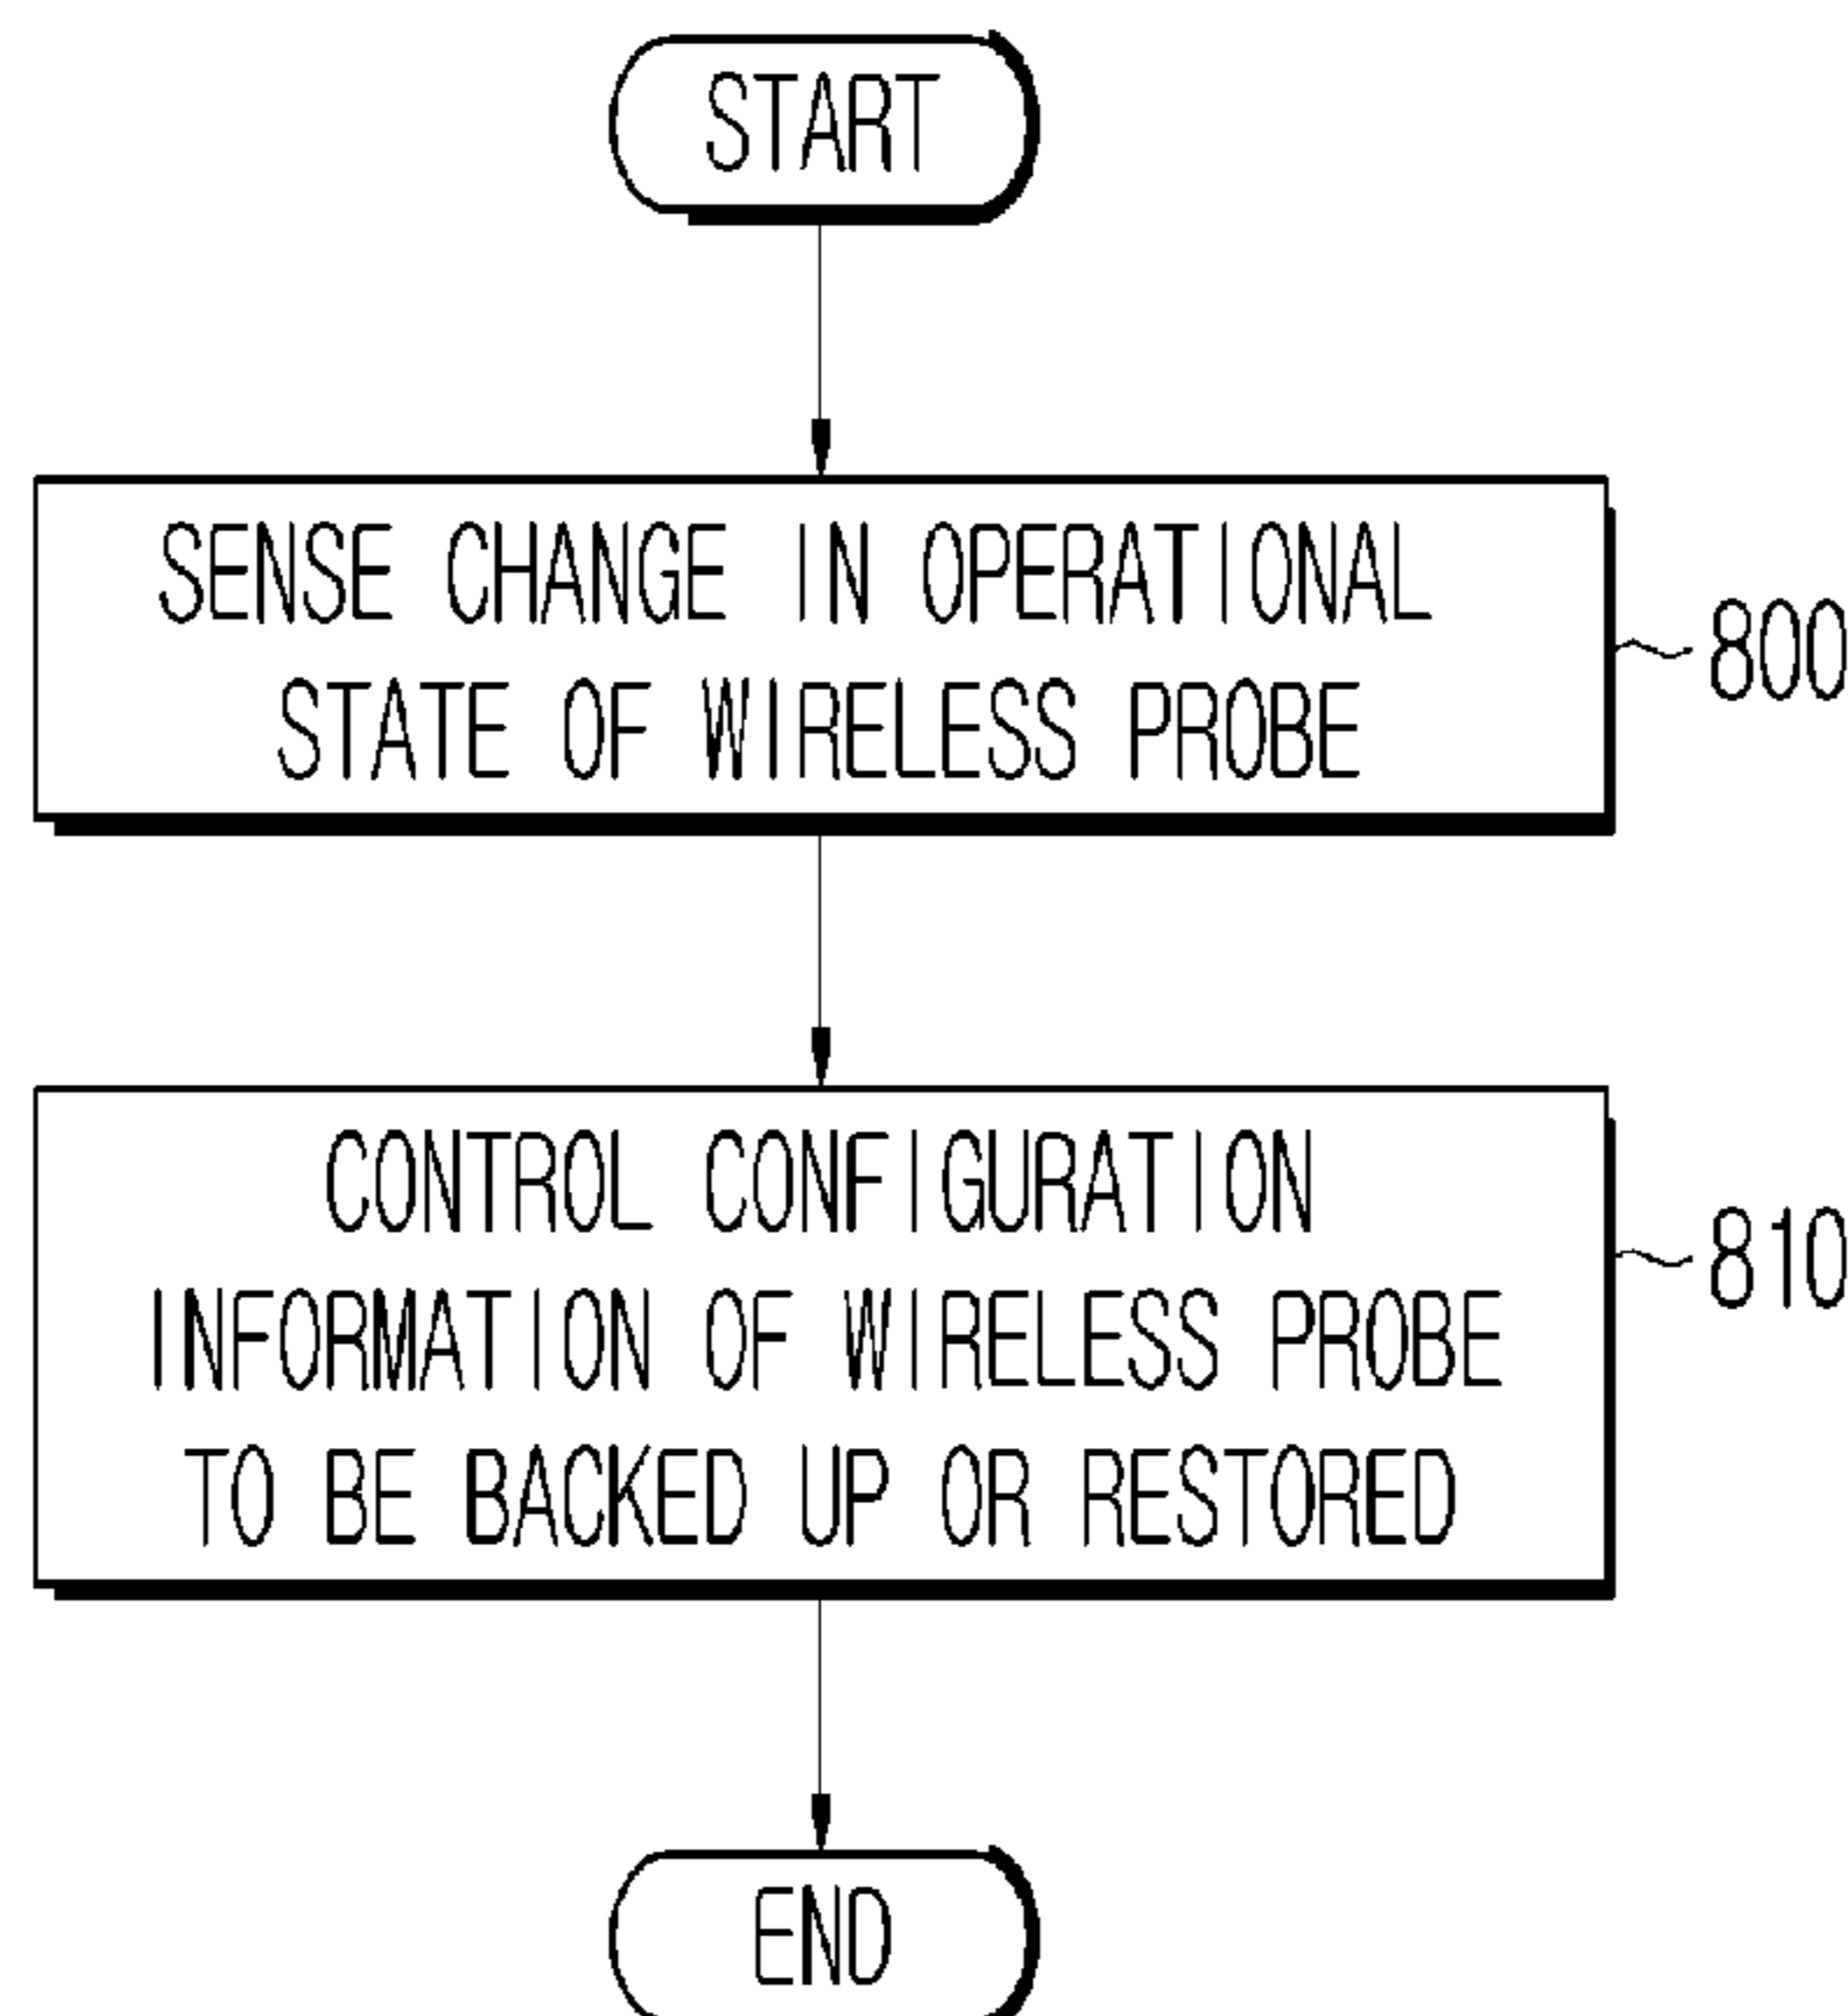 START
SENSE CHANGE IN OPERATIONAL
STATE OF WIRELESS PROBE
800
CONTROL CONFIGURATION
INFORMATION OF WIRELESS PROBE
TO BE BACKED UP OR RESTORED
810
END